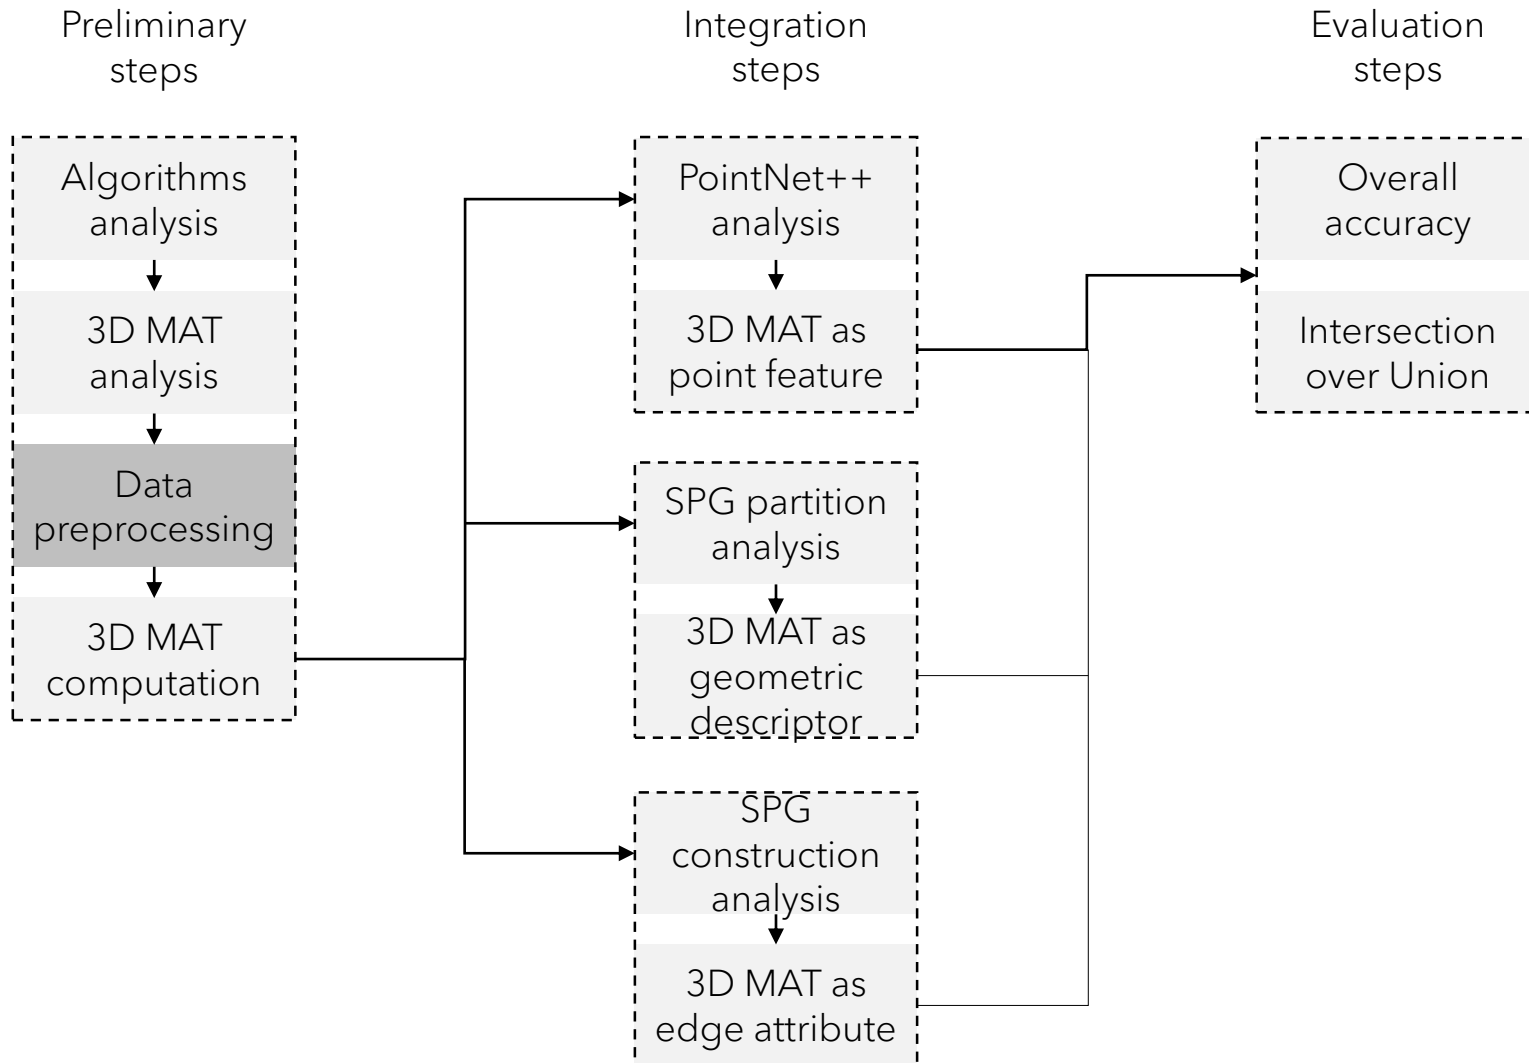 Preliminary
steps
Algorithms
analysis
3D MAT
analysis
Data
preprocessing
3D MAT
computation
Integration
steps
PointNet++
analysis
3D MAT as
point feature
SPG partition
analysis
3D MAT as
geometric
descriptor
SPG
construction
analysis
3D MAT as
edge attribute
Evaluation
steps
Overall
accuracy
Intersection
over Union